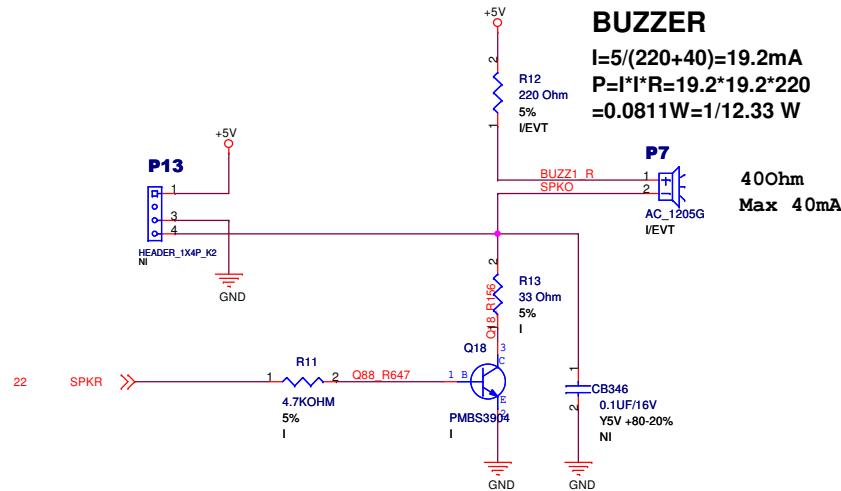 +5V
BUZZER
I=5/(220+40)=19.2mA
P=I*I*R=19.2*19.2*220
=0.0811W=1/12.33 W
2
R12
220 Ohm
5%
I/EVT
1
+5V
P13
1
3
4
HEADER_1X4P_K2
NI
GND
BUZZ1_R
SPKO
P7
1
2
AC_1205G
I/EVT
40Ohm
Max 40mA
2
R13
33 Ohm
5%
I
1
Q18_R156
Q18
3
C
1
B
E
2
PMBS3904
I
GND
22
SPKR
R11
1
2
4.7KOHM
5%
I
Q88_R647
1
CB346
0.1UF/16V
2
Y5V +80-20%
NI
GND